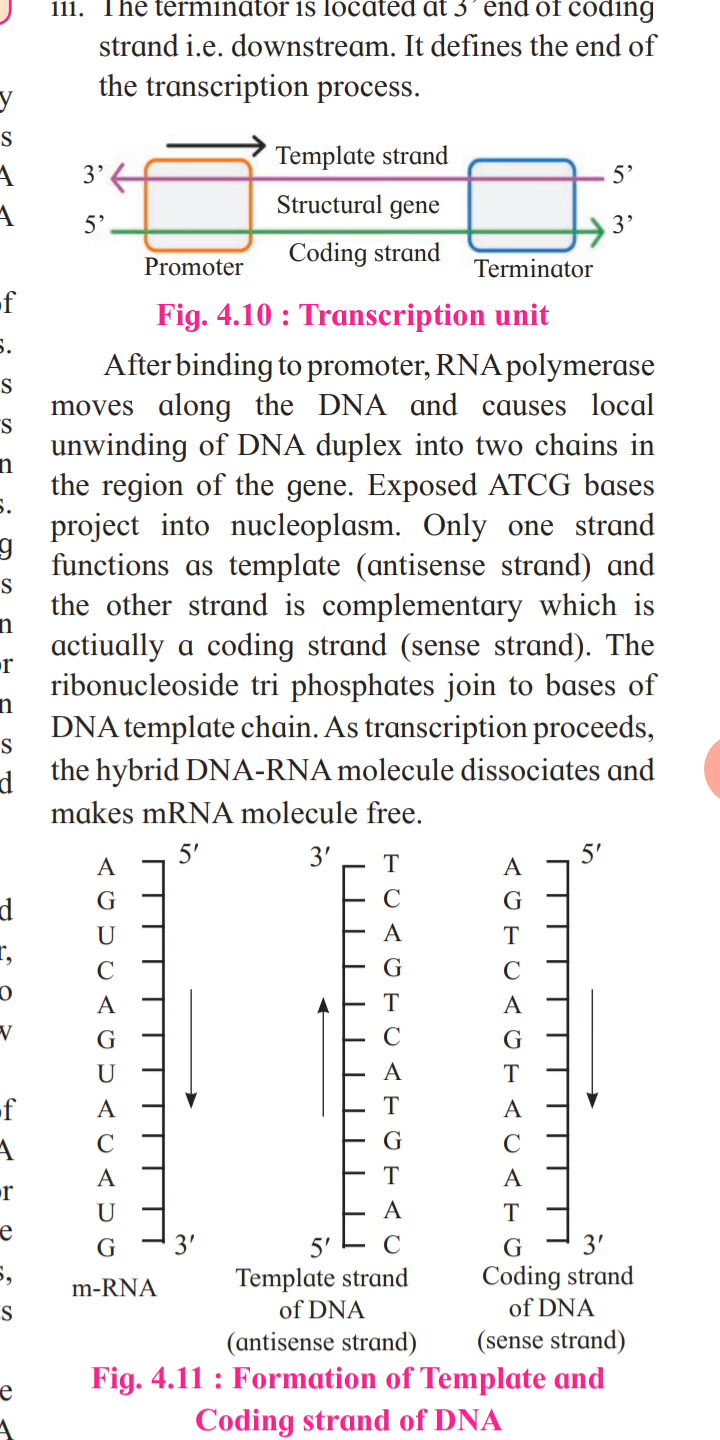 iii. The terminator is located at 3’ end of coding
strand i.e. downstream. It defines the end of
the transcription process.
Template strand
3’ 5’
Structural gene
5’ 3’
Coding strand
Promoter Terminator
Fig. 4.10 : Transcription unit
After binding to promoter, RNA polymerase
moves along the DNA and causes local
unwinding of DNA duplex into two chains in
the region of the gene. Exposed ATCG bases
project into nucleoplasm. Only one strand
functions as template (antisense strand) and
the other strand is complementary which is
actiually a coding strand (sense strand). The
ribonucleoside tri phosphates join to bases of
DNA template chain. As transcription proceeds,
the hybrid DNA-RNA molecule dissociates and
makes mRNA molecule free.
5′ 3′ 5′
A T A
G C G
U A T
C G C
A T A
G C G
U A T
A T A
C G C
A T A
U A T
G 3′ 5′ C G 3′
m-RNA
Template strand
of DNA
(antisense strand)
Coding strand
of DNA
(sense strand)
Fig. 4.11 : Formation of Template and
Coding strand of DNA